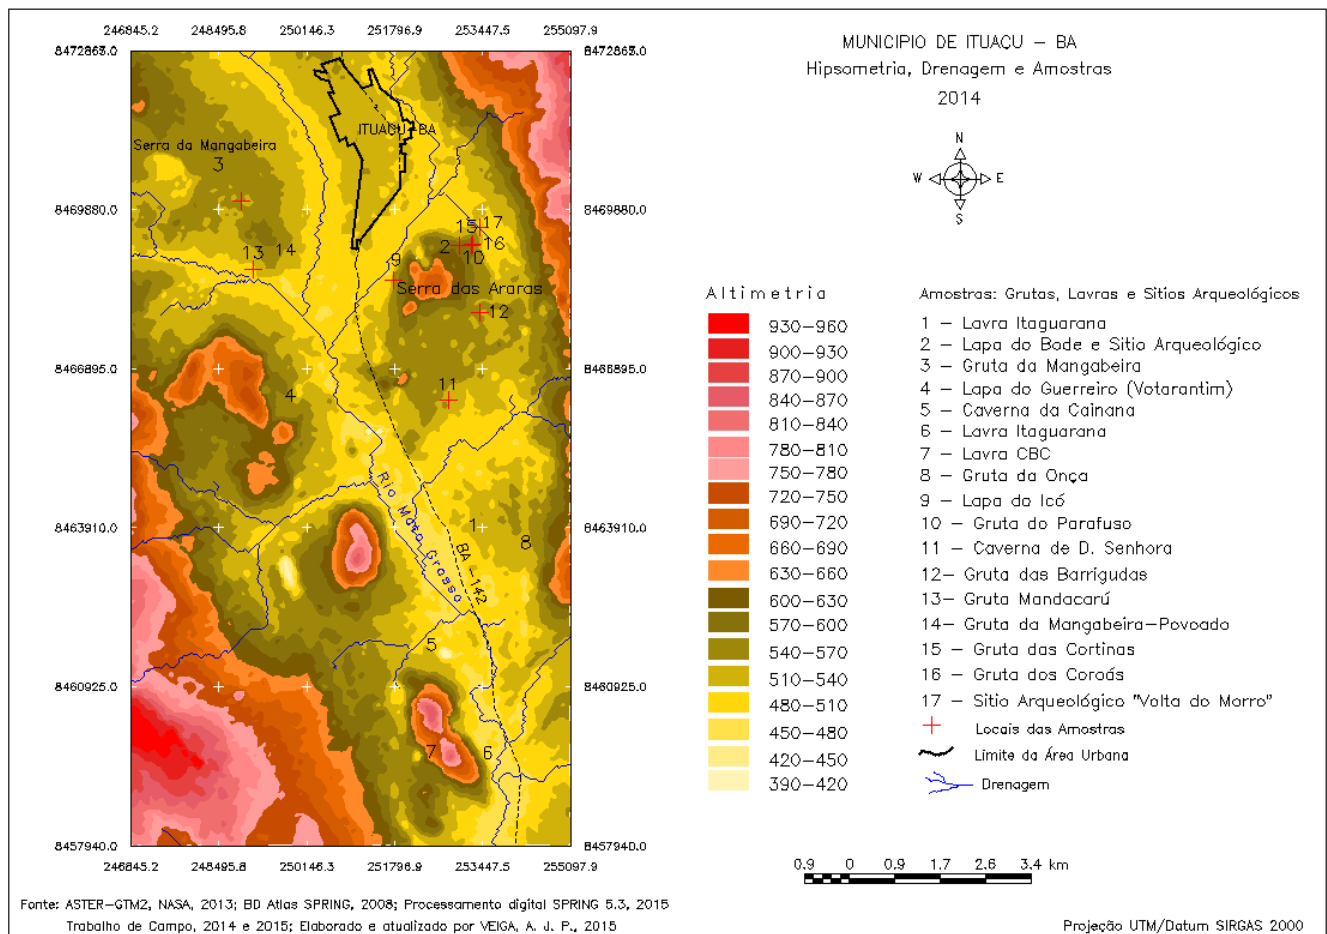 246845.2 248495.8 250146.3 251796.9 253447.5 255097.9
MUNICIPIO DE ITUAÇU – BA
Hipsometria, Drenagem e Amostras
2014
N
W E
S
8469880.0 8469880.0
8466895.0 8466895.0
8463910.0 8463910.0
8460925.0 8460925.0
8457940.0 8457940.0
246845.2 248495.8 250146.3 251796.9 253447.5 255097.9
ITUAÇU–BA
Serra da Mangabeira
3
17
15
2 16
10
13 14
9
Serra das Araras
12
4
11
Rio Mato Grosso
1
8
BA –142
5
7 6
Altimetria
930–960
900–930
870–900
840–870
810–840
780–810
750–780
720–750
690–720
660–690
630–660
600–630
570–600
540–570
510–540
480–510
450–480
420–450
390–420
Amostras: Grutas, Lavras e Sitios Arqueológicos
1 – Lavra Itaguarana
2 – Lapa do Bode e Sitio Arqueológico
3 – Gruta da Mangabeira
4 – Lapa do Guerreiro (Votarantim)
5 – Caverna da Cainana
6 – Lavra Itaguarana
7 – Lavra CBC
8 – Gruta da Onça
9 – Lapa do Icó
10 – Gruta do Parafuso
11 – Caverna de D. Senhora
12– Gruta das Barrigudas
13– Gruta Mandacarú
14– Gruta da Mangabeira–Povoado
15 – Gruta das Cortinas
16 – Gruta dos Coroás
17 – Sitio Arqueológico "Volta do Morro"
Locais das Amostras
Limite da Área Urbana
Drenagem
0.9 0 0.9 1.7 2.6 3.4 km
Fonte: ASTER–GTM2, NASA, 2013; BD Atlas SPRING, 2008; Processamento digital SPRING 5.3, 2015
Trabalho de Campo, 2014 e 2015; Elaborado e atualizado por VEIGA, A. J. P., 2015
Projeção UTM/Datum SIRGAS 2000